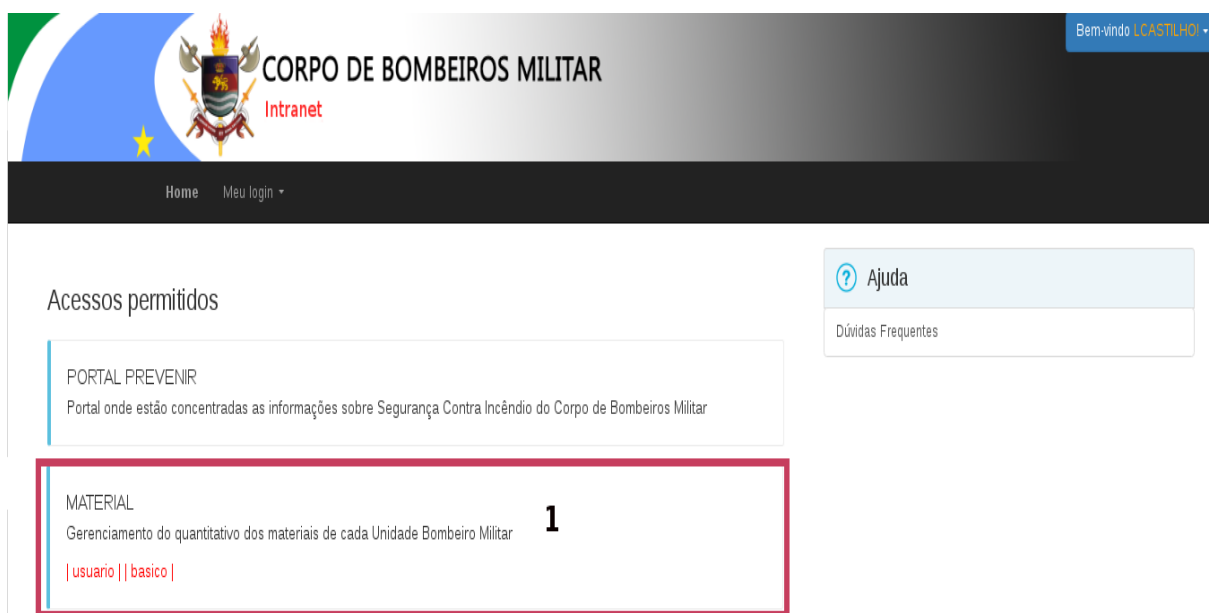 Bem-vindo LCASTILHO!
CORPO DE BOMBEIROS MILITAR
Intranet
Home Meu login
Acessos permitidos
PORTAL PREVENIR
Portal onde estão concentradas as informações sobre Segurança Contra Incêndio do Corpo de Bombeiros Militar
MATERIAL
Gerenciamento do quantitativo dos materiais de cada Unidade Bombeiro Militar
1
| usuario | | basico |
? Ajuda
Dúvidas Frequentes